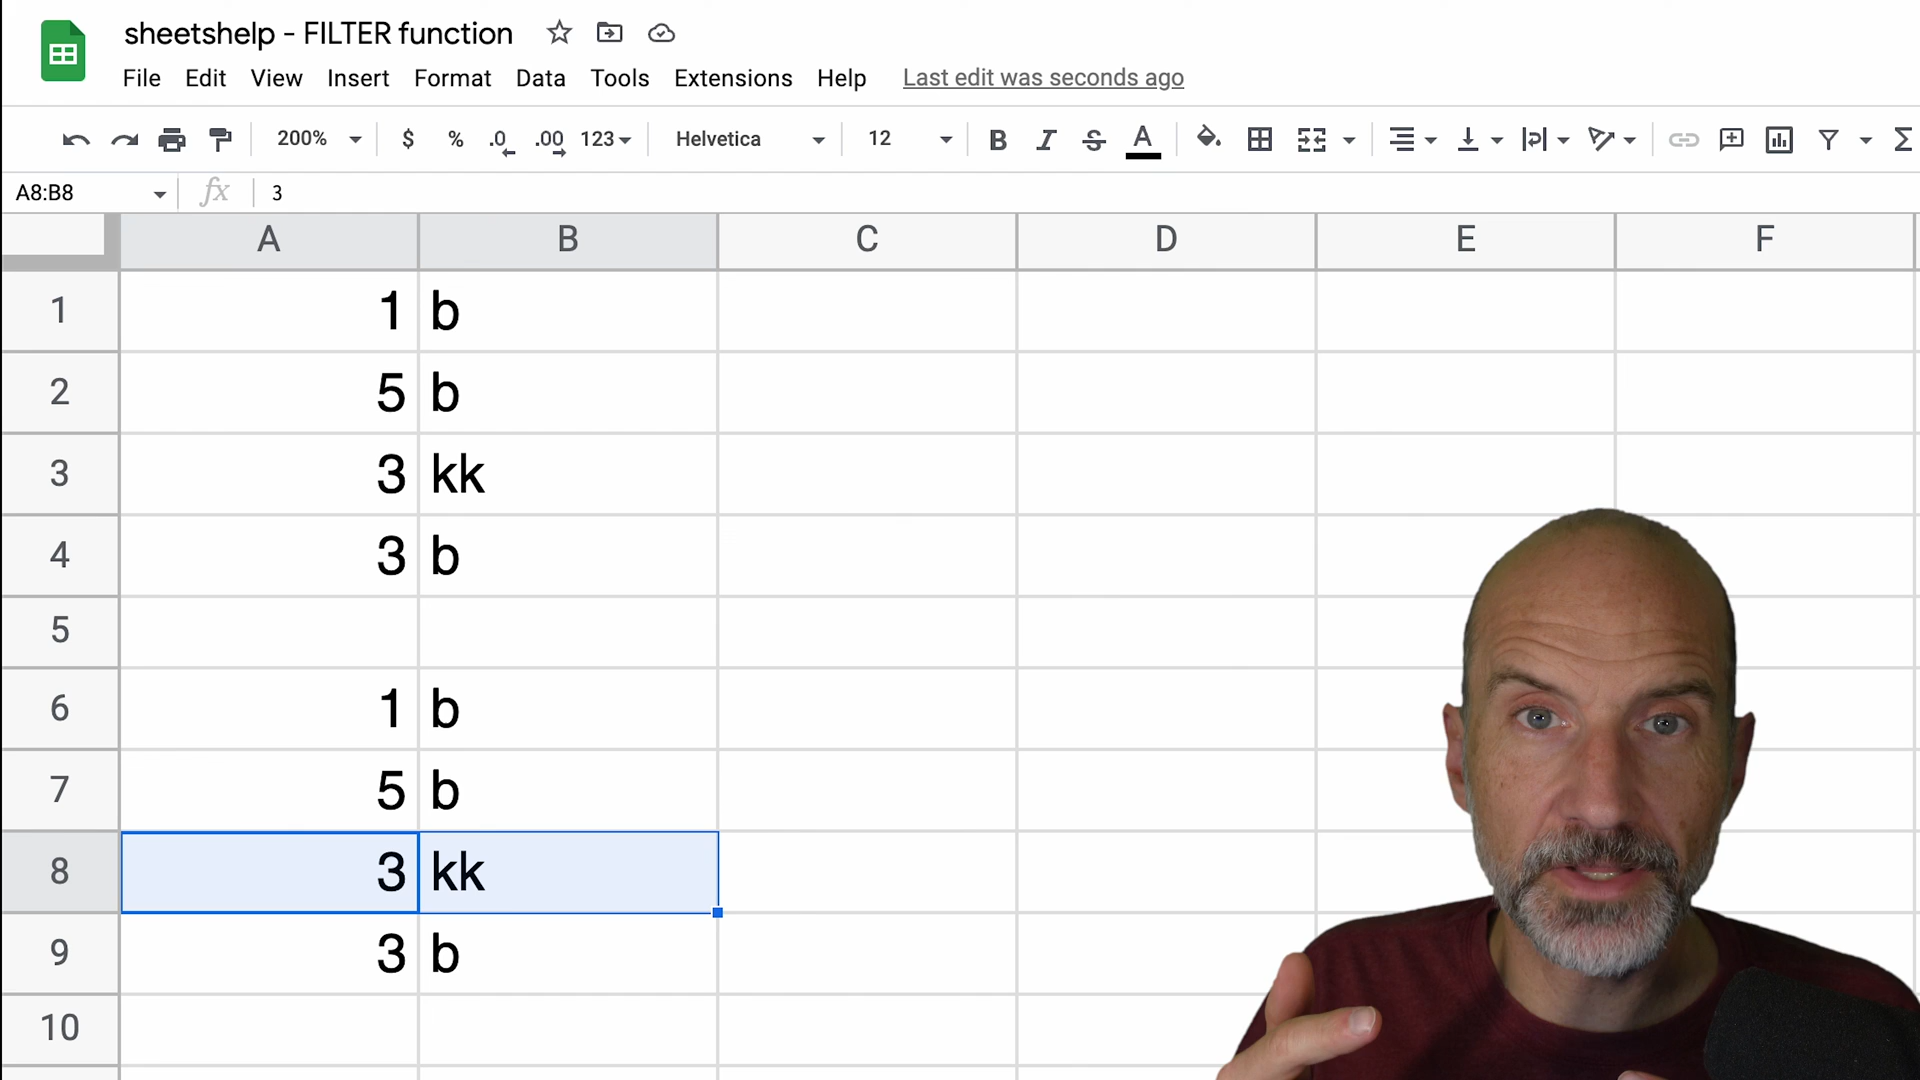 sheetshelp - FILTER function
File Edit View Insert Format Data Tools Extensions Help Last edit was seconds ago
200% $ % .0 .00 123 Helvetica 12 B I S A Σ
A8:B8 fx 3
A B C D E F
1 1 b
2 5 b
3 3 kk
4 3 b
5
6 1 b
7 5 b
8 3 kk
9 3 b
10